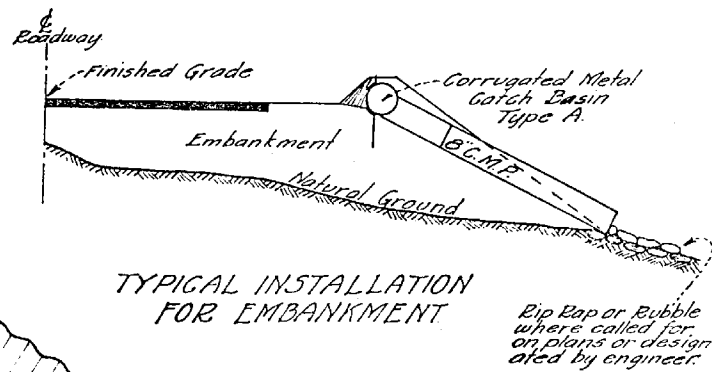 ℄
Roadway
Finished Grade
Corrugated Metal
Catch Basin
Type A.
Embankment
8" C.M.P.
Natural Ground
TYPICAL INSTALLATION
FOR EMBANKMENT
Rip Rap or Rubble
where called for
on plans or design
ated by engineer.